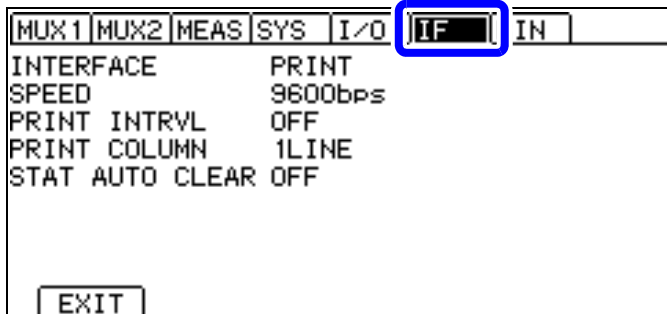 MUX1 MUX2 MEAS SYS I/O IF IN
INTERFACE PRINT
SPEED 9600bps
PRINT INTRVL OFF
PRINT COLUMN 1LINE
STAT AUTO CLEAR OFF
EXIT